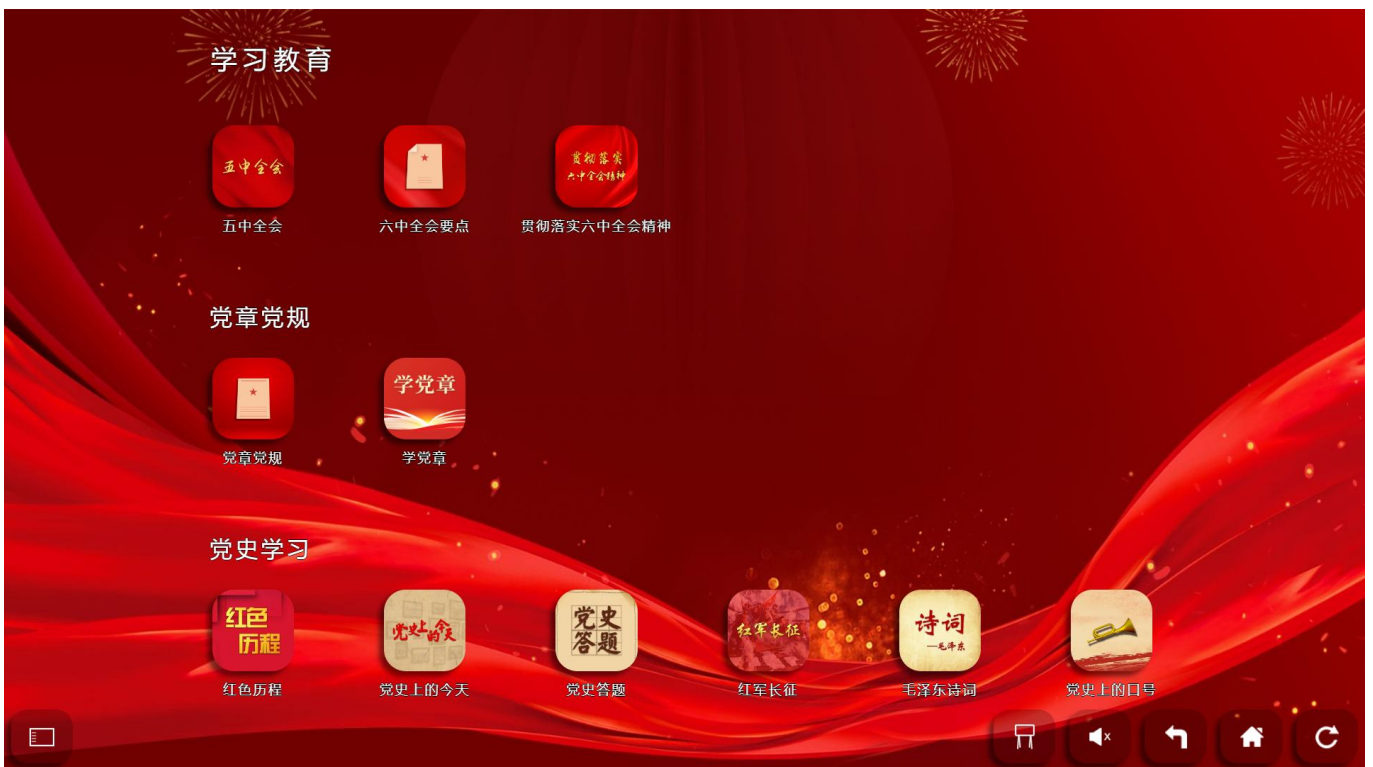 学习教育
五中全会
贯彻落实
六中全会精神
五中全会
六中全会要点
贯彻落实六中全会精神
党章党规
学党章
党章党规
学党章
党史学习
红色
历程
党史上的今天
党史
答题
红军长征
诗词
—毛泽东
红色历程
党史上的今天
党史答题
红军长征
毛泽东诗词
党史上的口号